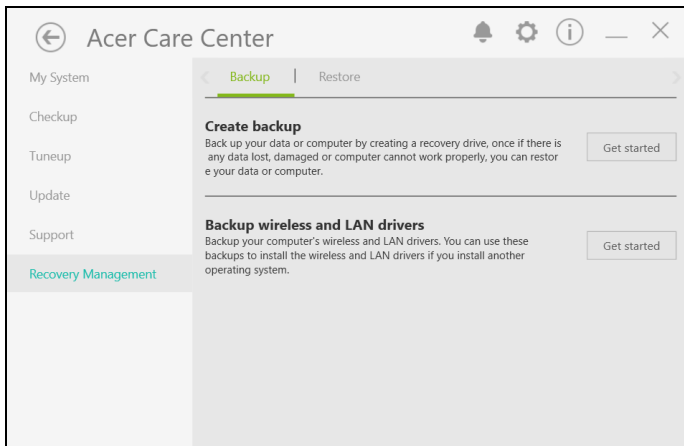 Acer Care Center
My System
Checkup
Tuneup
Update
Support
Recovery Management
Backup | Restore
Create backup
Back up your data or computer by creating a recovery drive, once if there is
any data lost, damaged or computer cannot work properly, you can restor
e your data or computer.
Get started
Backup wireless and LAN drivers
Backup your computer's wireless and LAN drivers. You can use these
backups to install the wireless and LAN drivers if you install another
operating system.
Get started